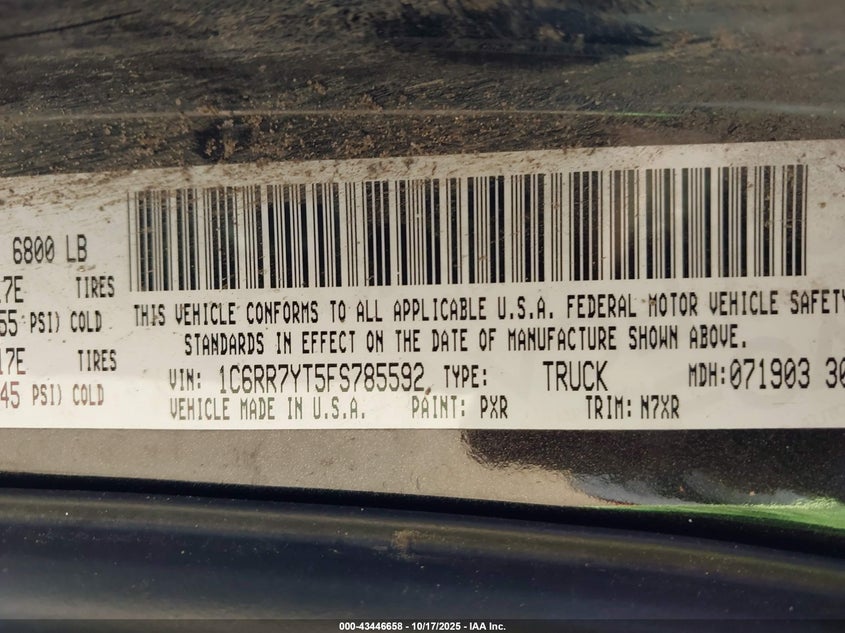 6800 LB
17E TIRES
55 PSI) COLD
17E TIRES
45 PSI) COLD
THIS VEHICLE CONFORMS TO ALL APPLICABLE U.S.A. FEDERAL MOTOR VEHICLE SAFETY
STANDARDS IN EFFECT ON THE DATE OF MANUFACTURE SHOWN ABOVE.
VIN: 1C6RR7YT5FS785592 TYPE: TRUCK MDH:071903 30
VEHICLE MADE IN U.S.A. PAINT: PXR TRIM: N7XR
000-43446658 - 10/17/2025 - IAA Inc.